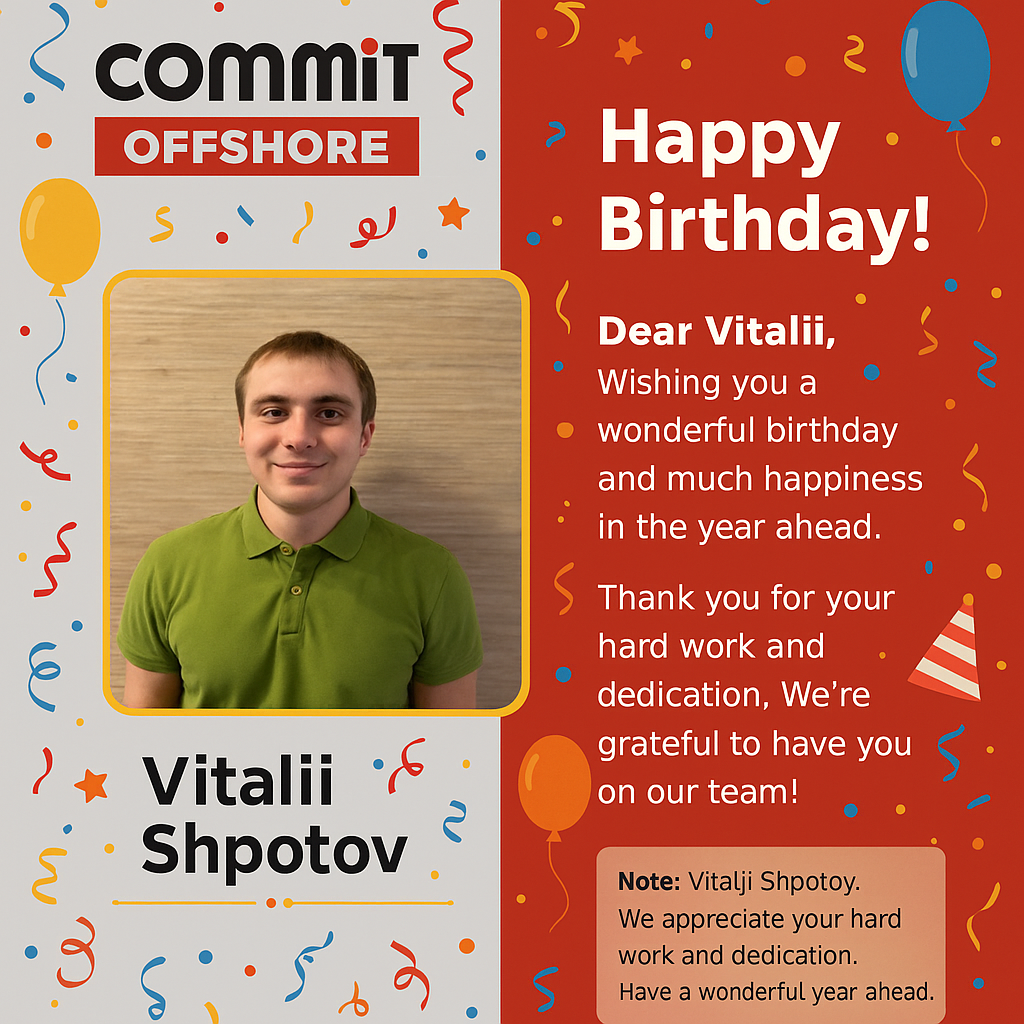 COMMiT
OFFSHORE
Vitalii
Shpotov
Happy
Birthday!
Dear Vitalii,
Wishing you a
wonderful birthday
and much happiness
in the year ahead.
Thank you for your
hard work and
dedication, We’re
grateful to have you
on our team!
Note: Vitalji Shpotoy.
We appreciate your hard
work and dedication.
Have a wonderful year ahead.